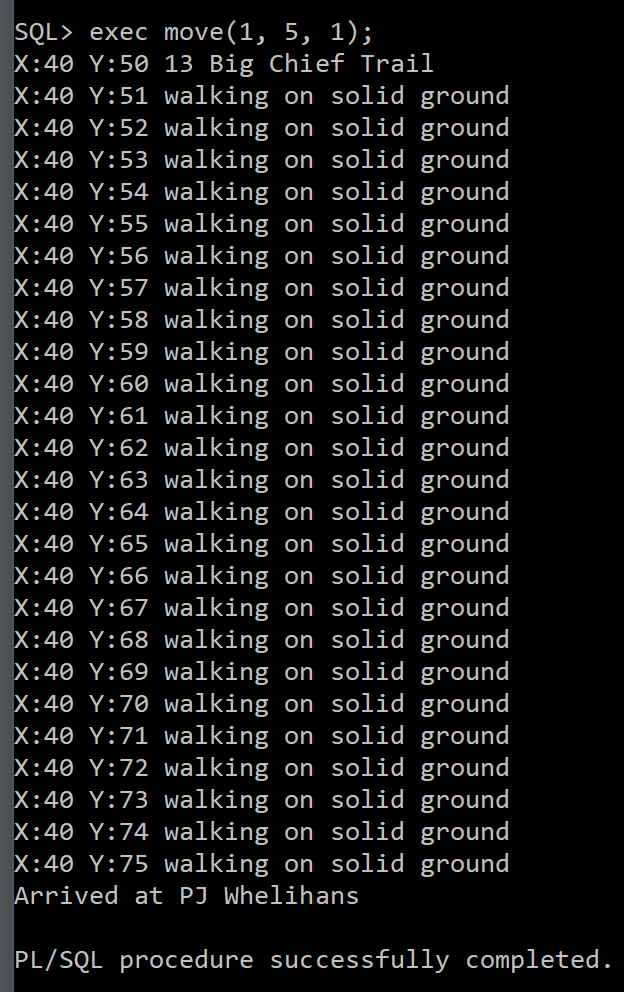 SQL> exec move(1, 5, 1);
X:40 Y:50 13 Big Chief Trail
X:40 Y:51 walking on solid ground
X:40 Y:52 walking on solid ground
X:40 Y:53 walking on solid ground
X:40 Y:54 walking on solid ground
X:40 Y:55 walking on solid ground
X:40 Y:56 walking on solid ground
X:40 Y:57 walking on solid ground
X:40 Y:58 walking on solid ground
X:40 Y:59 walking on solid ground
X:40 Y:60 walking on solid ground
X:40 Y:61 walking on solid ground
X:40 Y:62 walking on solid ground
X:40 Y:63 walking on solid ground
X:40 Y:64 walking on solid ground
X:40 Y:65 walking on solid ground
X:40 Y:66 walking on solid ground
X:40 Y:67 walking on solid ground
X:40 Y:68 walking on solid ground
X:40 Y:69 walking on solid ground
X:40 Y:70 walking on solid ground
X:40 Y:71 walking on solid ground
X:40 Y:72 walking on solid ground
X:40 Y:73 walking on solid ground
X:40 Y:74 walking on solid ground
X:40 Y:75 walking on solid ground
Arrived at PJ Whelihans
PL/SQL procedure successfully completed.